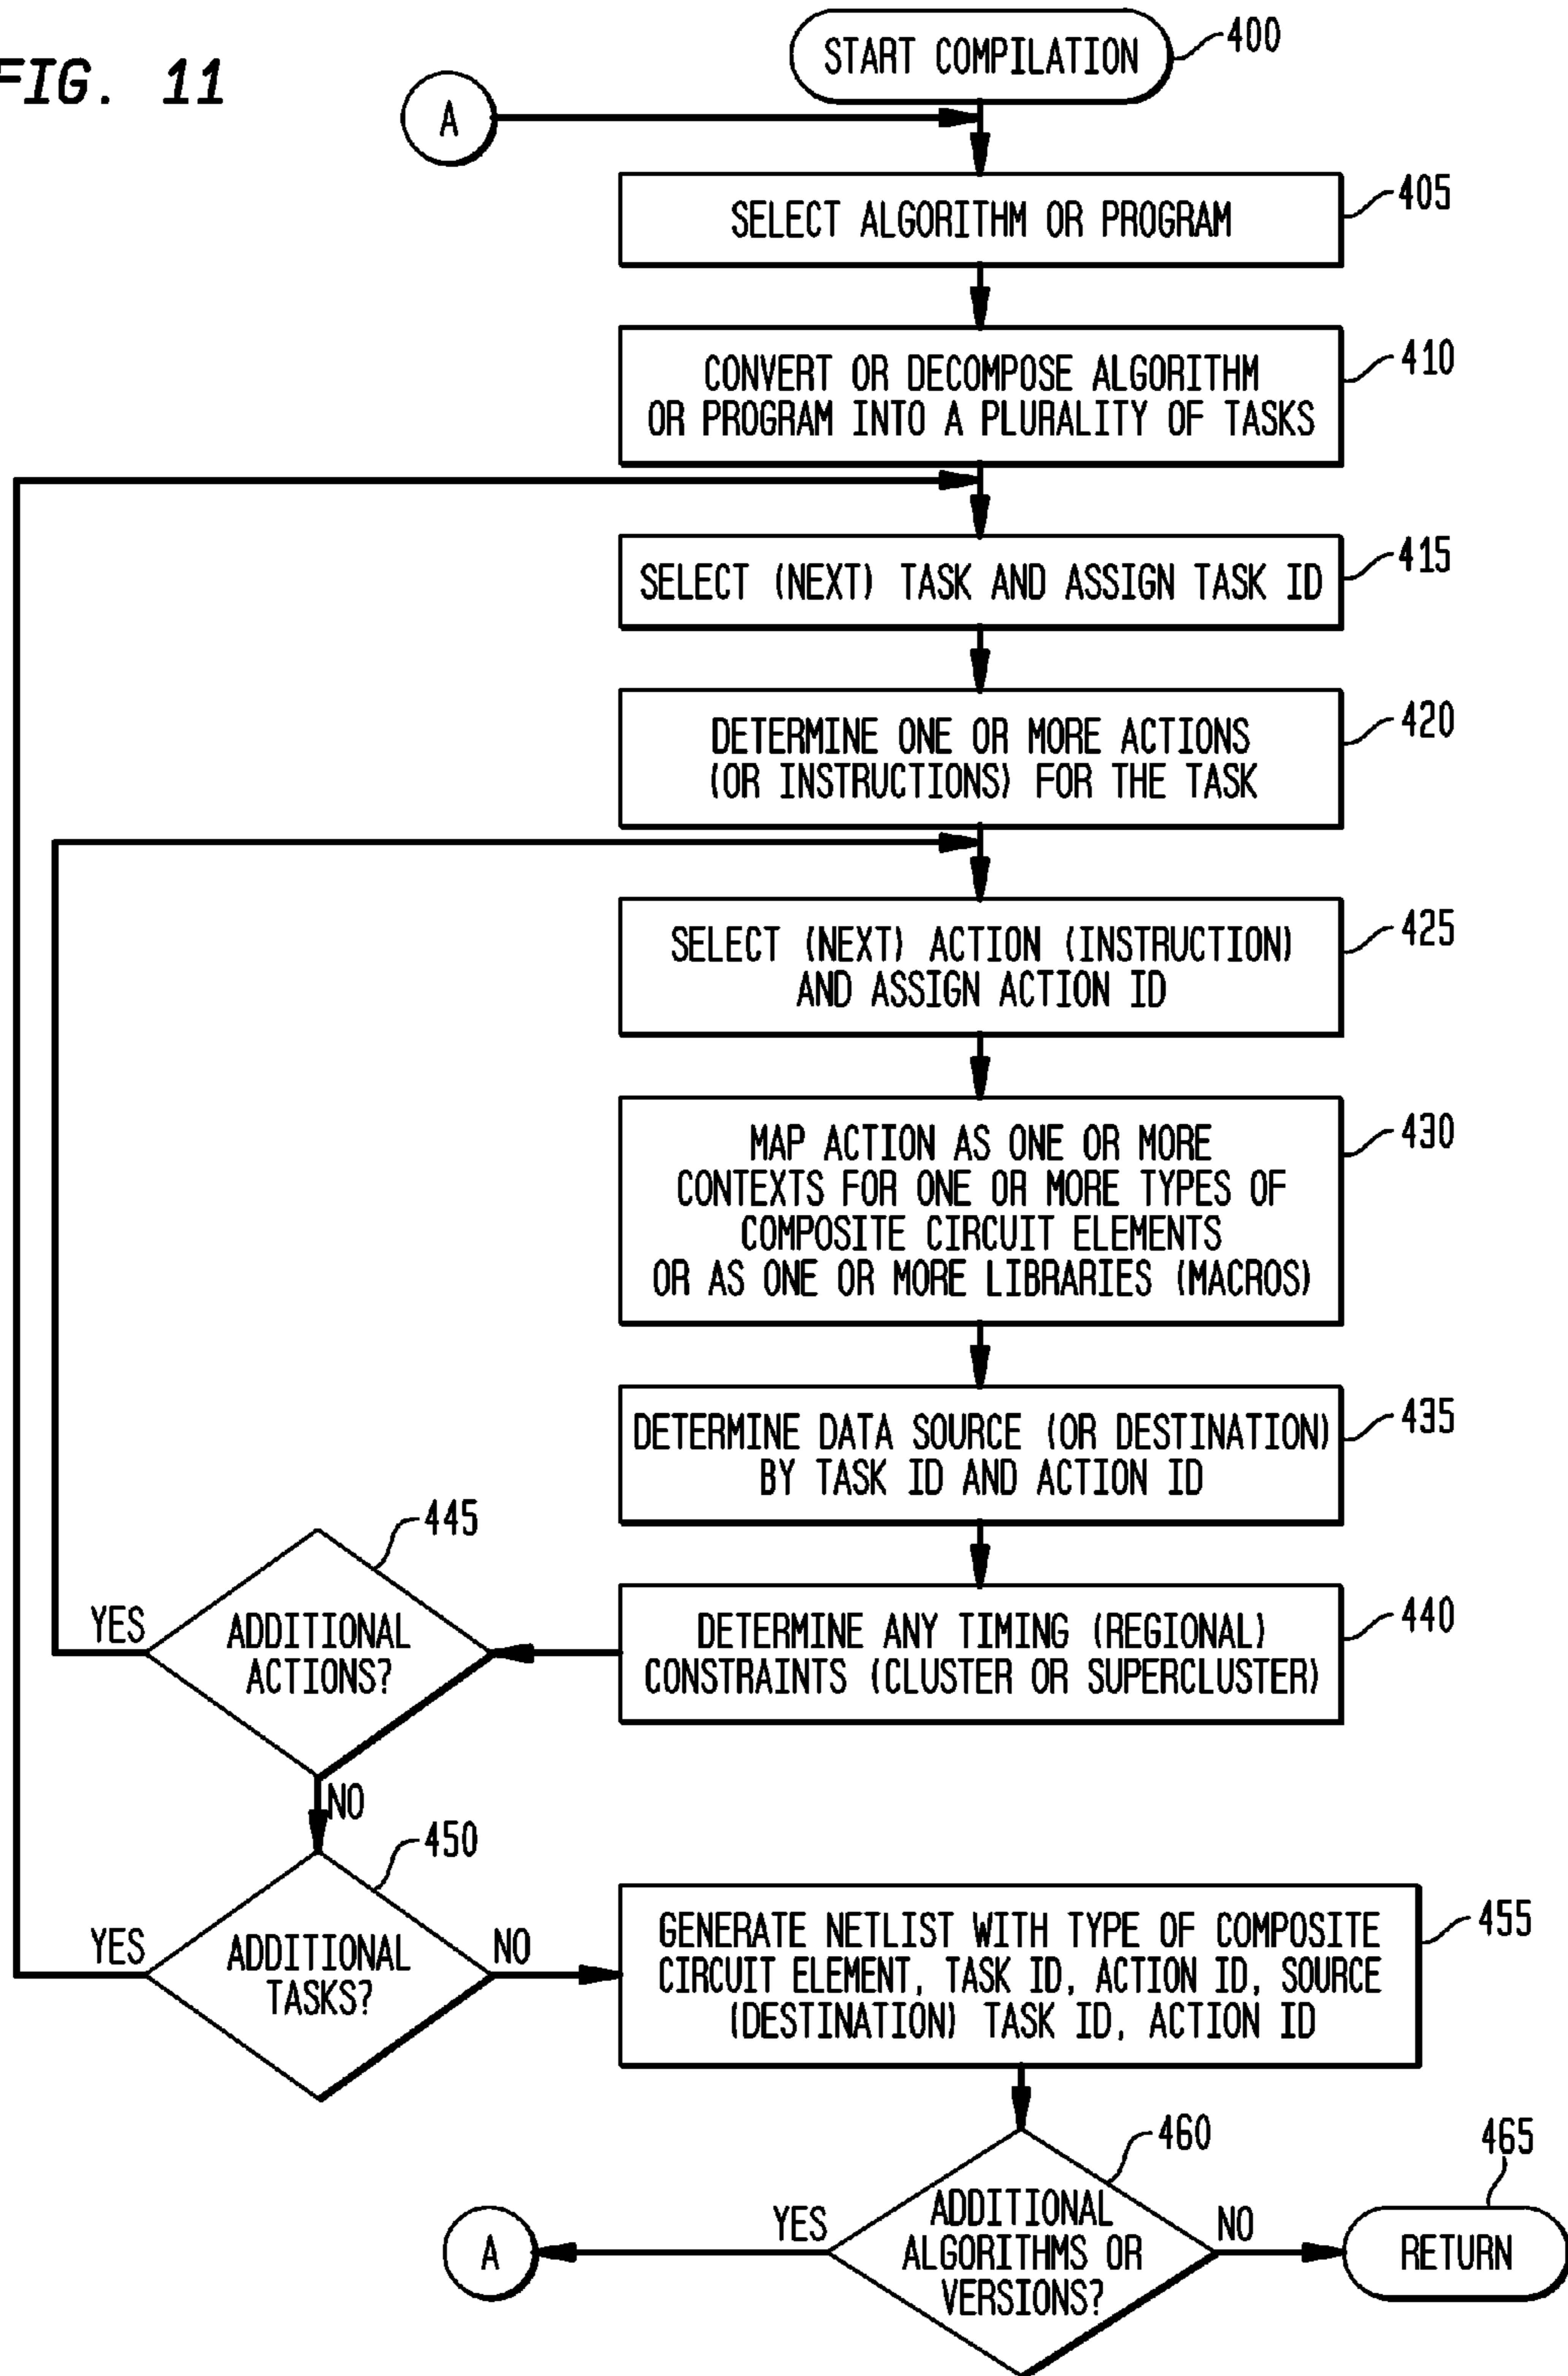 FIG. 11
START COMPILATION
400
A
SELECT ALGORITHM OR PROGRAM
405
CONVERT OR DECOMPOSE ALGORITHM
OR PROGRAM INTO A PLURALITY OF TASKS
410
SELECT (NEXT) TASK AND ASSIGN TASK ID
415
DETERMINE ONE OR MORE ACTIONS
(OR INSTRUCTIONS) FOR THE TASK
420
SELECT (NEXT) ACTION (INSTRUCTION)
AND ASSIGN ACTION ID
425
MAP ACTION AS ONE OR MORE
CONTEXTS FOR ONE OR MORE TYPES OF
COMPOSITE CIRCUIT ELEMENTS
OR AS ONE OR MORE LIBRARIES (MACROS)
430
DETERMINE DATA SOURCE (OR DESTINATION)
BY TASK ID AND ACTION ID
435
DETERMINE ANY TIMING (REGIONAL)
CONSTRAINTS (CLUSTER OR SUPERCLUSTER)
440
445
YES
ADDITIONAL
ACTIONS?
NO
450
YES
ADDITIONAL
TASKS?
NO
GENERATE NETLIST WITH TYPE OF COMPOSITE
CIRCUIT ELEMENT, TASK ID, ACTION ID, SOURCE
(DESTINATION) TASK ID, ACTION ID
455
460
YES
ADDITIONAL
ALGORITHMS OR
VERSIONS?
NO
A
465
RETURN